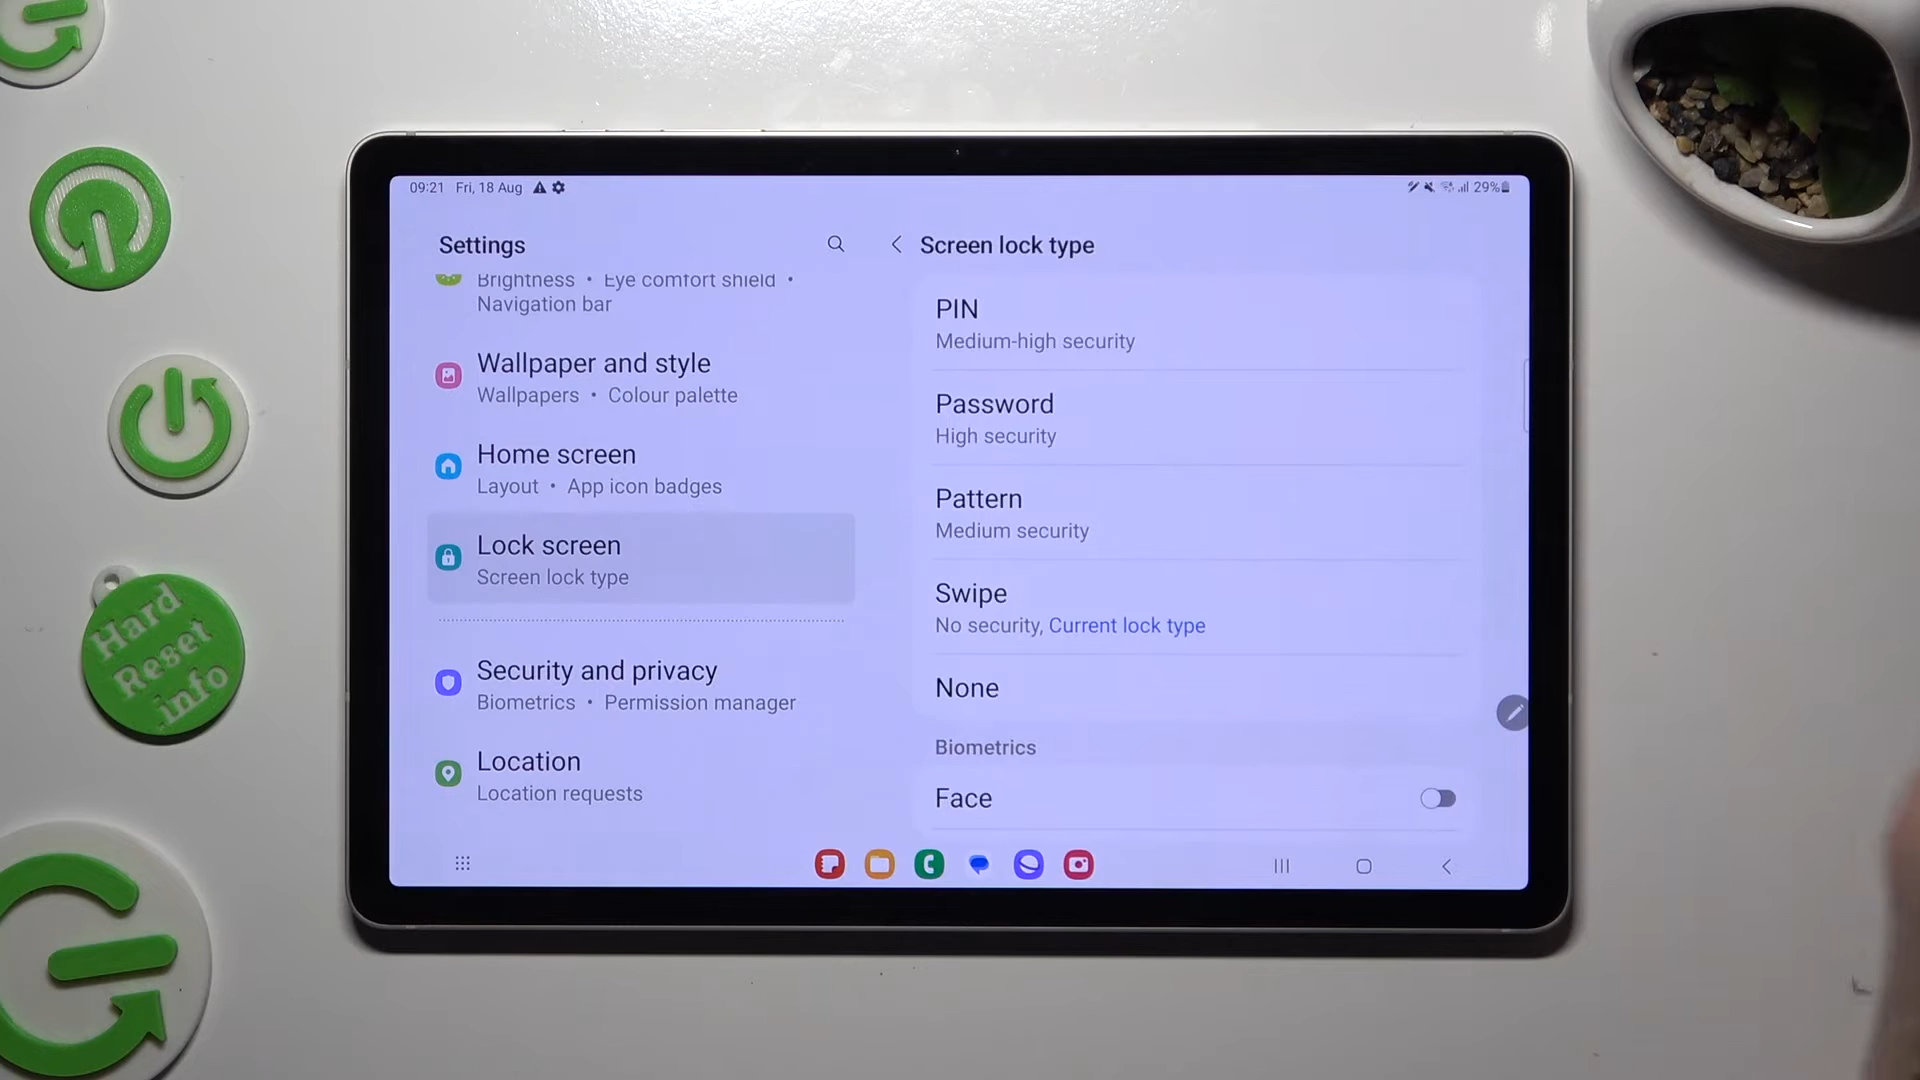 09:21 Fri, 18 Aug
29%
Settings
Brightness • Eye comfort shield •
Navigation bar
Wallpaper and style
Wallpapers • Colour palette
Home screen
Layout • App icon badges
Lock screen
Screen lock type
Security and privacy
Biometrics • Permission manager
Location
Location requests
Screen lock type
PIN
Medium-high security
Password
High security
Pattern
Medium security
Swipe
No security, Current lock type
None
Biometrics
Face
Hard
Reset
.info